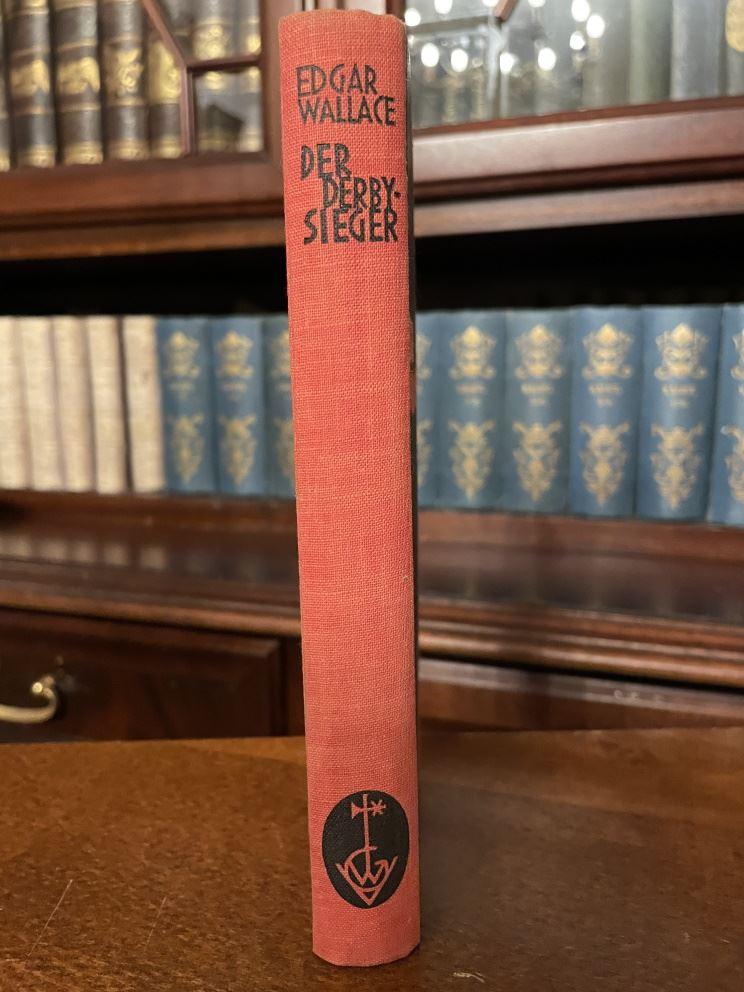 EDGAR
WALLACE
DER
DERBY-
SIEGER